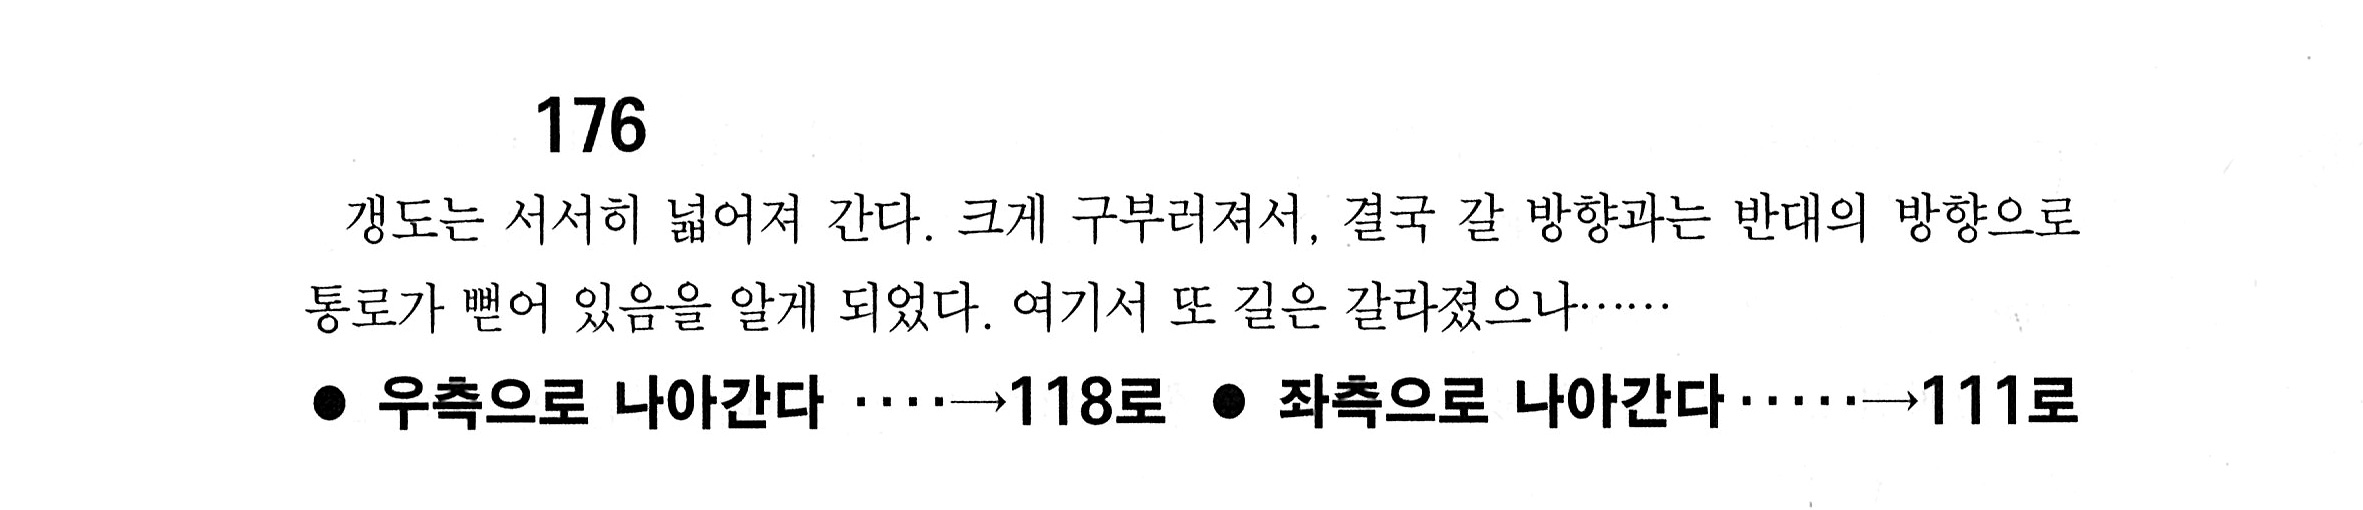 176
갱도는 서서히 넓어져 간다. 크게 구부러져서, 결국 갈 방향과는 반대의 방향으로
통로가 뻗어 있음을 알게 되었다. 여기서 또 길은 갈라졌으나……
● 우측으로 나아간다 ····→118로 ● 좌측으로 나아간다·····→111로